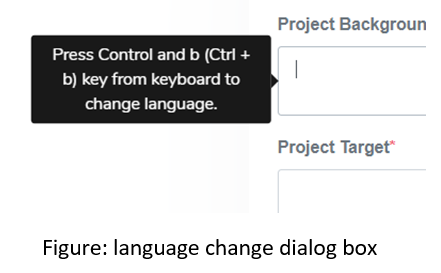 Project Backgroun
Press Control and b (Ctrl +
b) key from keyboard to
change language.
Project Target*
Figure: language change dialog box